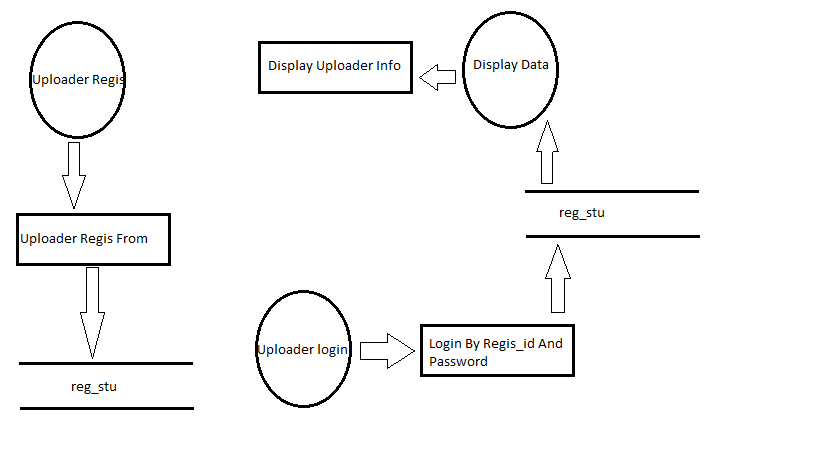 Uploader Regis
Uploader Regis From
reg_stu
Display Uploader Info
Display Data
reg_stu
Uploader login
Login By Regis_id And
Password